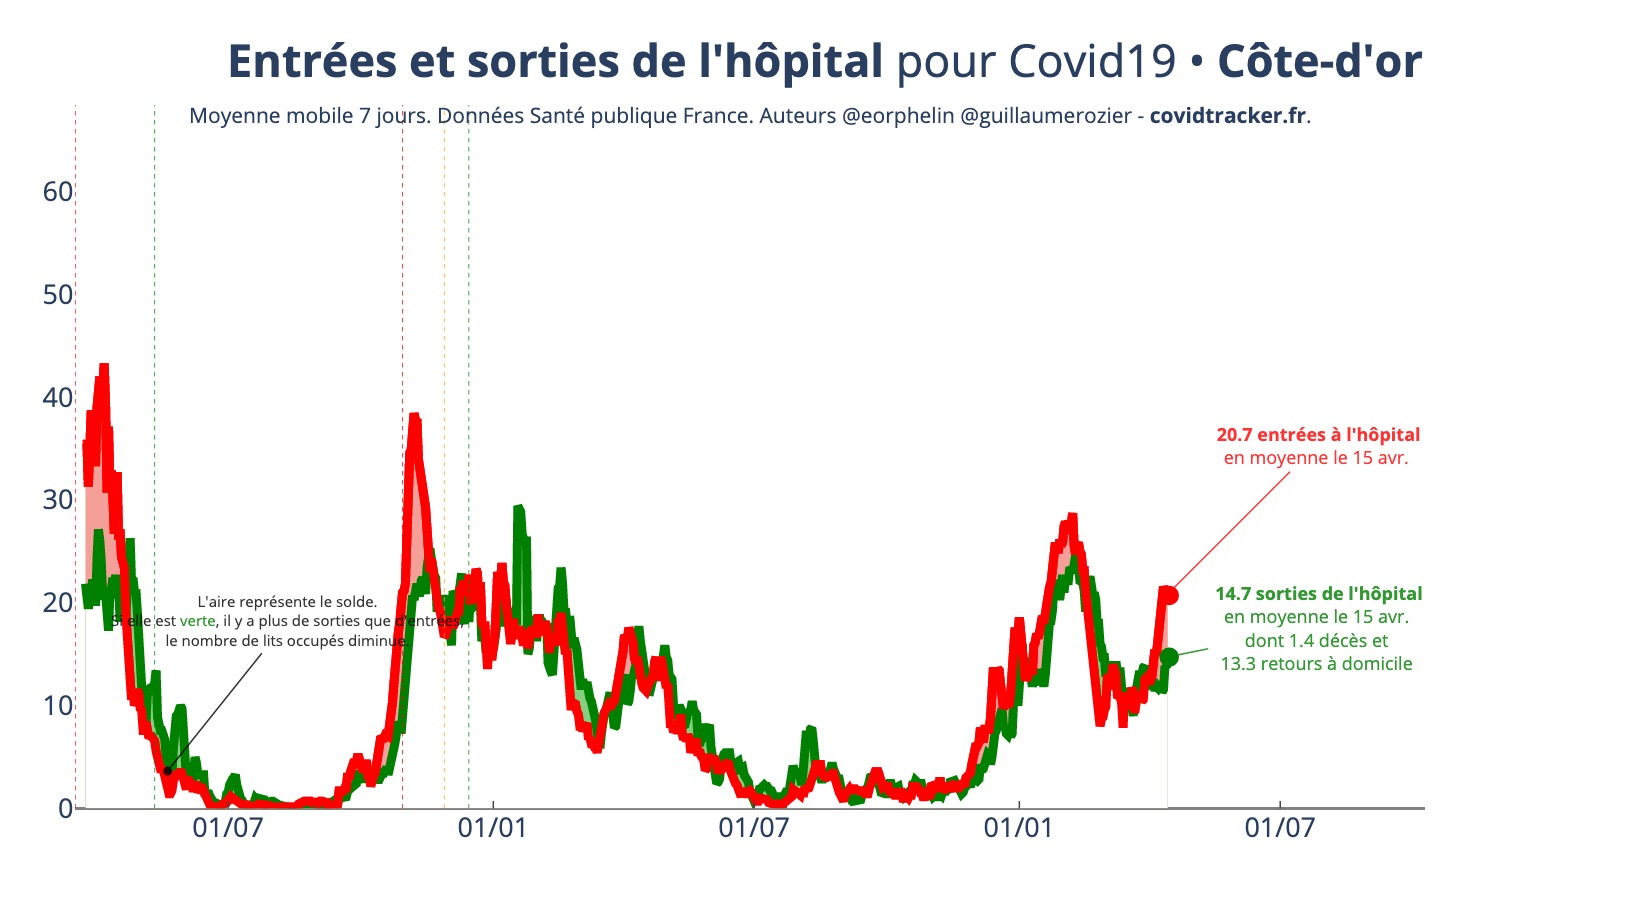 Entrées et sorties de l'hôpital pour Covid19 • Côte-d'or
Moyenne mobile 7 jours. Données Santé publique France. Auteurs @eorphelin @guillaumerozier - covidtracker.fr.
60
50
40
30
20
10
0
20.7 entrées à l'hôpital
en moyenne le 15 avr.
14.7 sorties de l'hôpital
en moyenne le 15 avr.
dont 1.4 décès et
13.3 retours à domicile
L'aire représente le solde.
Si elle est verte, il y a plus de sorties que d'entrées,
le nombre de lits occupés diminue.
01/07
01/01
01/07
01/01
01/07